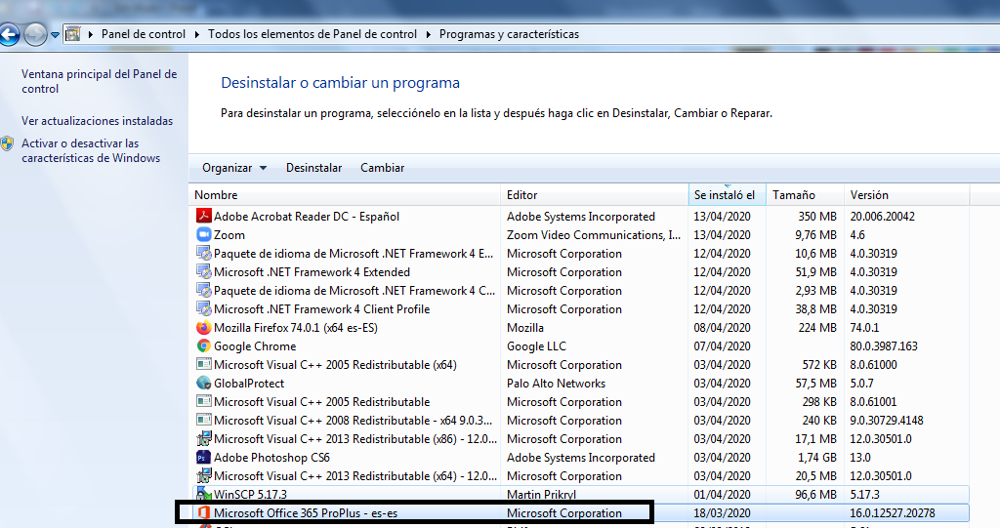 Panel de control ▸ Todos los elementos de Panel de control ▸ Programas y características
Ventana principal del Panel de control
Ver actualizaciones instaladas
Activar o desactivar las características de Windows
Desinstalar o cambiar un programa
Para desinstalar un programa, selecciónelo en la lista y después haga clic en Desinstalar, Cambiar o Reparar.
Organizar Desinstalar Cambiar
Nombre Editor Se instaló el Tamaño Versión
Adobe Acrobat Reader DC - Español Adobe Systems Incorporated 13/04/2020 350 MB 20.006.20042
Zoom Zoom Video Communications, I... 13/04/2020 9,76 MB 4.6
Paquete de idioma de Microsoft .NET Framework 4 E... Microsoft Corporation 12/04/2020 10,6 MB 4.0.30319
Microsoft .NET Framework 4 Extended Microsoft Corporation 12/04/2020 51,9 MB 4.0.30319
Paquete de idioma de Microsoft .NET Framework 4 C... Microsoft Corporation 12/04/2020 2,93 MB 4.0.30319
Microsoft .NET Framework 4 Client Profile Microsoft Corporation 12/04/2020 38,8 MB 4.0.30319
Mozilla Firefox 74.0.1 (x64 es-ES) Mozilla 08/04/2020 224 MB 74.0.1
Google Chrome Google LLC 07/04/2020 80.0.3987.163
Microsoft Visual C++ 2005 Redistributable (x64) Microsoft Corporation 03/04/2020 572 KB 8.0.61000
GlobalProtect Palo Alto Networks 03/04/2020 57,5 MB 5.0.7
Microsoft Visual C++ 2005 Redistributable Microsoft Corporation 03/04/2020 298 KB 8.0.61001
Microsoft Visual C++ 2008 Redistributable - x64 9.0.3... Microsoft Corporation 03/04/2020 240 KB 9.0.30729.4148
Microsoft Visual C++ 2013 Redistributable (x86) - 12.0... Microsoft Corporation 03/04/2020 17,1 MB 12.0.30501.0
Adobe Photoshop CS6 Adobe Systems Incorporated 03/04/2020 1,74 GB 13.0
Microsoft Visual C++ 2013 Redistributable (x64) - 12.0... Microsoft Corporation 03/04/2020 20,5 MB 12.0.30501.0
WinSCP 5.17.3 Martin Prikryl 01/04/2020 96,6 MB 5.17.3
Microsoft Office 365 ProPlus - es-es Microsoft Corporation 18/03/2020 16.0.12527.20278